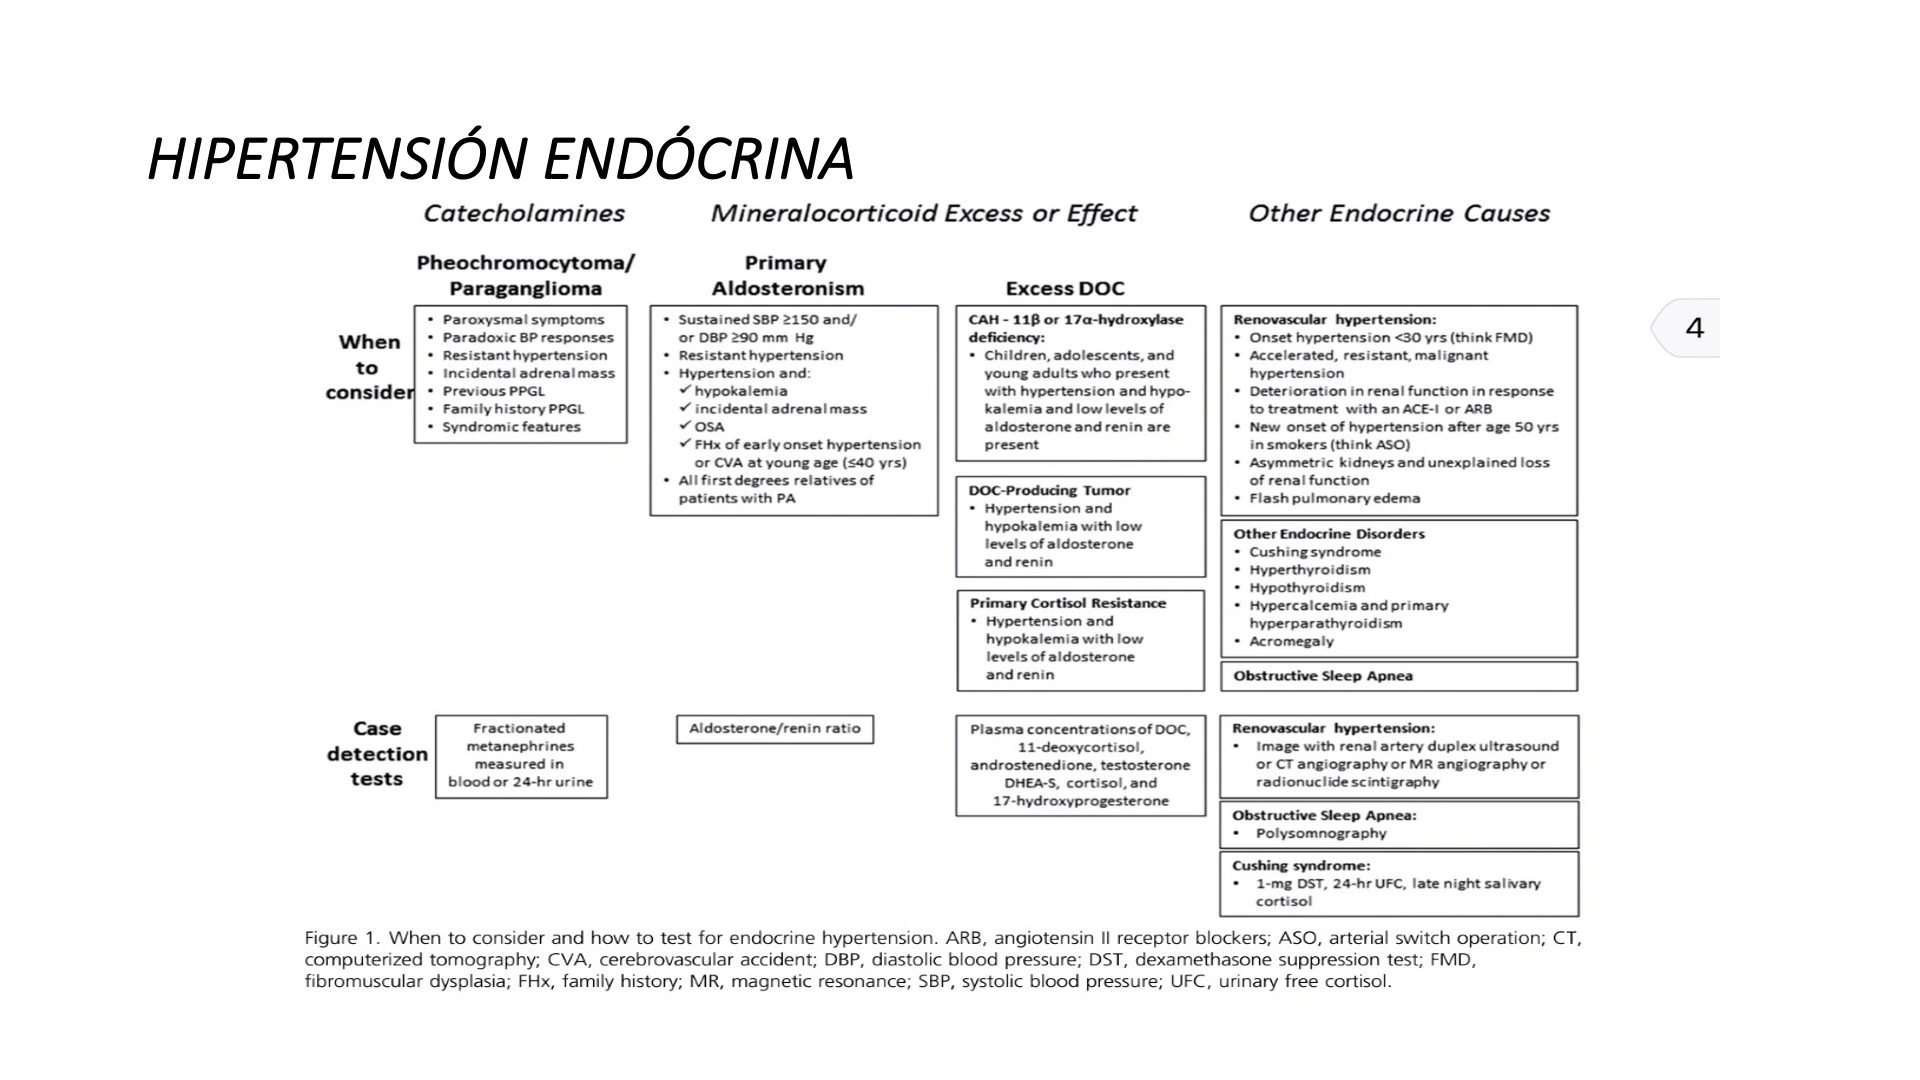 HIPERTENSIÓN ENDÓCRINA
Catecholamines
Mineralocorticoid Excess or Effect
Other Endocrine Causes
Pheochromocytoma/
Paraganglioma
Primary
Aldosteronism
Excess DOC
When
to
consider
• Paroxysmal symptoms
• Paradoxic BP responses
• Resistant hypertension
• Incidental adrenal mass
• Previous PPGL
• Family history PPGL
• Syndromic features
• Sustained SBP ≥150 and/
or DBP ≥90 mm Hg
• Resistant hypertension
• Hypertension and:
✓ hypokalemia
✓ incidental adrenal mass
✓ OSA
✓ FHx of early onset hypertension
or CVA at young age (≤40 yrs)
• All first degrees relatives of
patients with PA
CAH - 11β or 17α-hydroxylase
deficiency:
• Children, adolescents, and
young adults who present
with hypertension and hypo-
kalemia and low levels of
aldosterone and renin are
present
DOC-Producing Tumor
• Hypertension and
hypokalemia with low
levels of aldosterone
and renin
Primary Cortisol Resistance
• Hypertension and
hypokalemia with low
levels of aldosterone
and renin
Renovascular hypertension:
• Onset hypertension <30 yrs (think FMD)
• Accelerated, resistant, malignant
hypertension
• Deterioration in renal function in response
to treatment with an ACE-I or ARB
• New onset of hypertension after age 50 yrs
in smokers (think ASO)
• Asymmetric kidneys and unexplained loss
of renal function
• Flash pulmonary edema
Other Endocrine Disorders
• Cushing syndrome
• Hyperthyroidism
• Hypothyroidism
• Hypercalcemia and primary
hyperparathyroidism
• Acromegaly
Obstructive Sleep Apnea
4
Case
detection
tests
Fractionated
metanephrines
measured in
blood or 24-hr urine
Aldosterone/renin ratio
Plasma concentrations of DOC,
11-deoxycortisol,
androstenedione, testosterone
DHEA-S, cortisol, and
17-hydroxyprogesterone
Renovascular hypertension:
• Image with renal artery duplex ultrasound
or CT angiography or MR angiography or
radionuclide scintigraphy
Obstructive Sleep Apnea:
• Polysomnography
Cushing syndrome:
• 1-mg DST, 24-hr UFC, late night salivary
cortisol
Figure 1. When to consider and how to test for endocrine hypertension. ARB, angiotensin II receptor blockers; ASO, arterial switch operation; CT,
computerized tomography; CVA, cerebrovascular accident; DBP, diastolic blood pressure; DST, dexamethasone suppression test; FMD,
fibromuscular dysplasia; FHx, family history; MR, magnetic resonance; SBP, systolic blood pressure; UFC, urinary free cortisol.